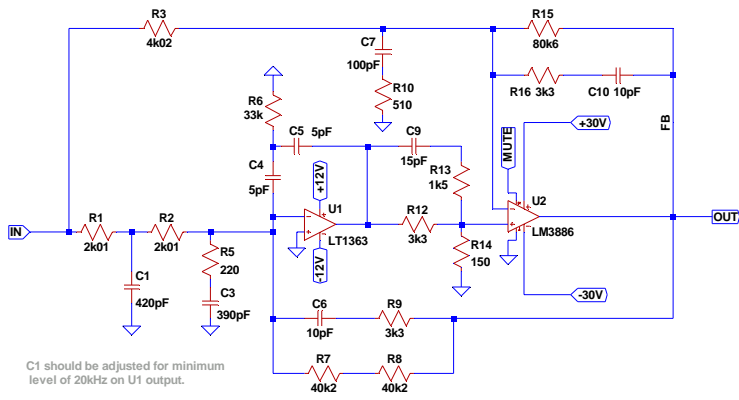 R3
4k02
C7
100pF
R10
510
R15
80k6
R16 3k3
C10 10pF
FB
R6
33k
C5
5pF
C4
5pF
C9
15pF
R13
1k5
MUTE
+30V
+12V
U1
LT1363
-12V
R12
3k3
R14
150
U2
LM3886
-30V
OUT
IN
R1
2k01
R2
2k01
R5
220
C1
420pF
C3
390pF
C6
10pF
R9
3k3
R7
40k2
R8
40k2
C1 should be adjusted for minimum
level of 20kHz on U1 output.